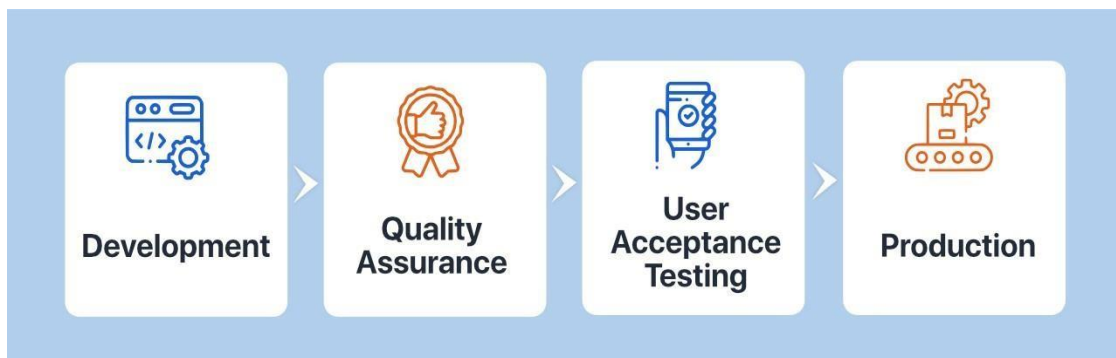 Development
Quality
Assurance
User
Acceptance
Testing
Production